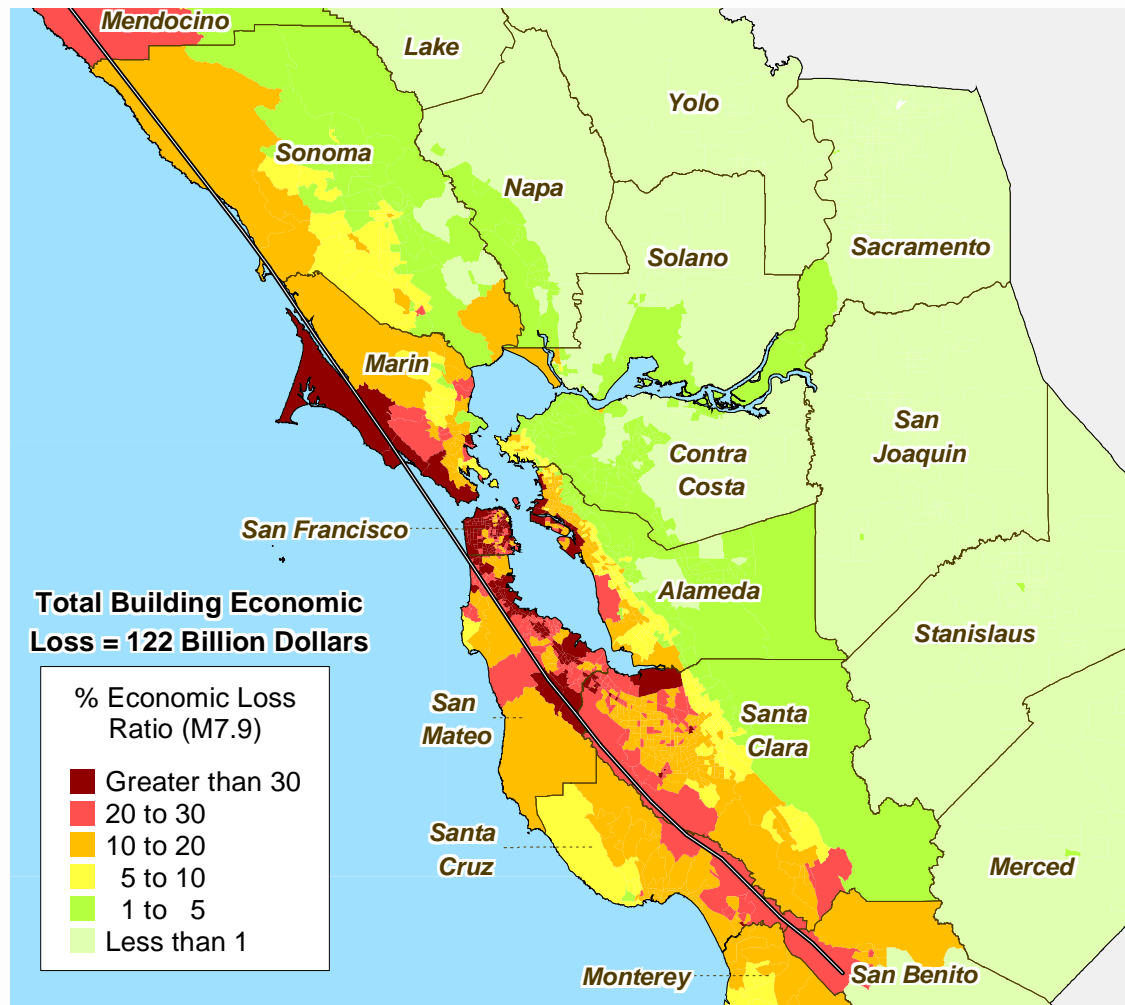 Mendocino
Lake
Yolo
Sonoma
Napa
Sacramento
Solano
Marin
San
Joaquin
Contra
Costa
San Francisco
Alameda
Stanislaus
Total Building Economic
Loss = 122 Billion Dollars
% Economic Loss
Ratio (M7.9)
Greater than 30
20 to 30
10 to 20
5 to 10
1 to 5
Less than 1
San
Mateo
Santa
Clara
Santa
Cruz
Merced
Monterey
San Benito